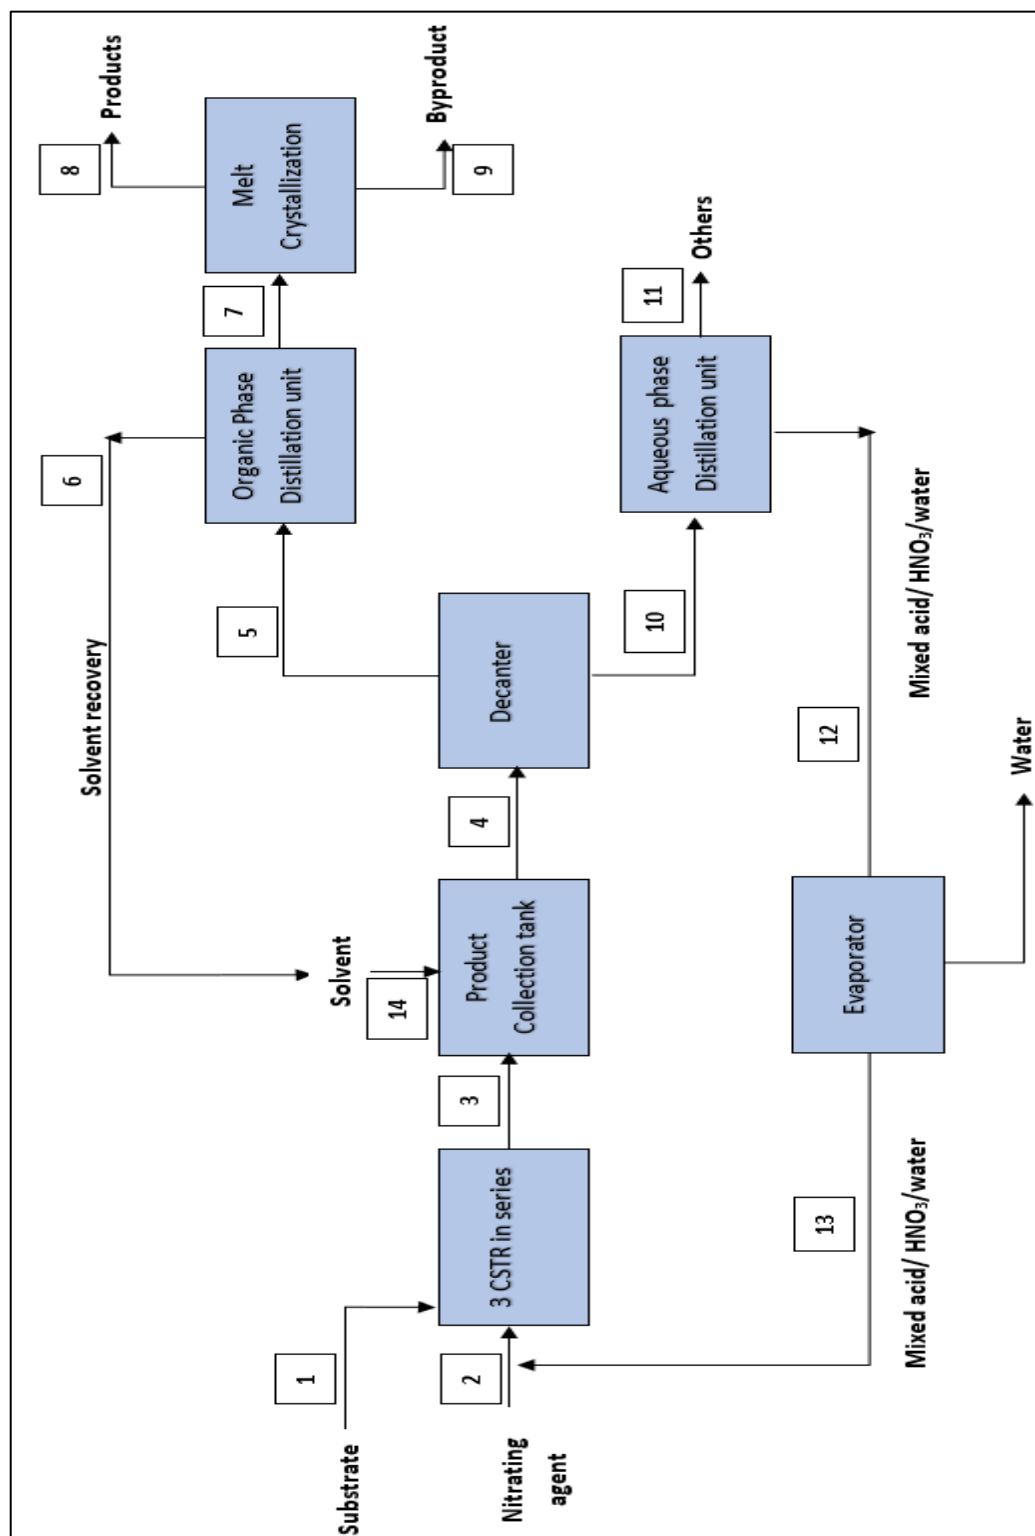 Substrate
1
Nitrating
agent
2
3 CSTR in series
3
Solvent
14
Product
Collection tank
4
Decanter
5
Solvent recovery
6
Organic Phase
Distillation unit
7
Melt
Crystallization
8
Products
9
Byproduct
10
Aqueous phase
Distillation unit
11
Others
12
Mixed acid/ HNO₃/water
Evaporator
Water
13
Mixed acid/ HNO₃/water